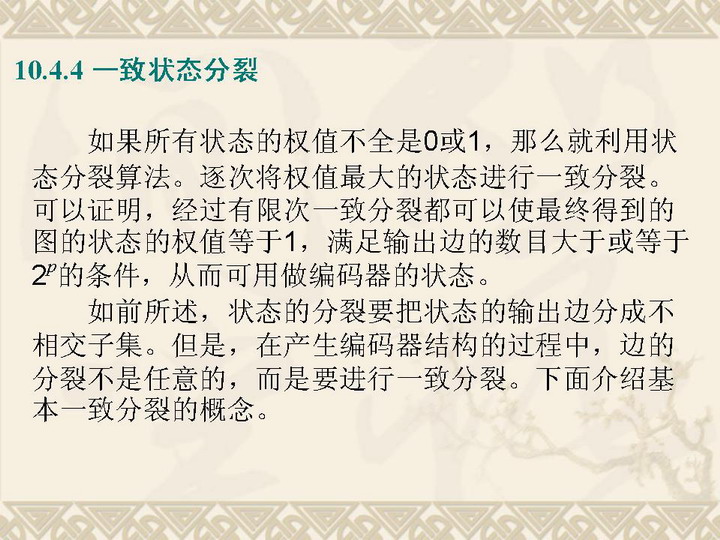 10.4.4 一致状态分裂
如果所有状态的权值不全是0或1，那么就利用状
态分裂算法。逐次将权值最大的状态进行一致分裂。
可以证明，经过有限次一致分裂都可以使最终得到的
图的状态的权值等于1，满足输出边的数目大于或等于
2ᵖ的条件，从而可用做编码器的状态。
如前所述，状态的分裂要把状态的输出边分成不
相交子集。但是，在产生编码器结构的过程中，边的
分裂不是任意的，而是要进行一致分裂。下面介绍基
本一致分裂的概念。